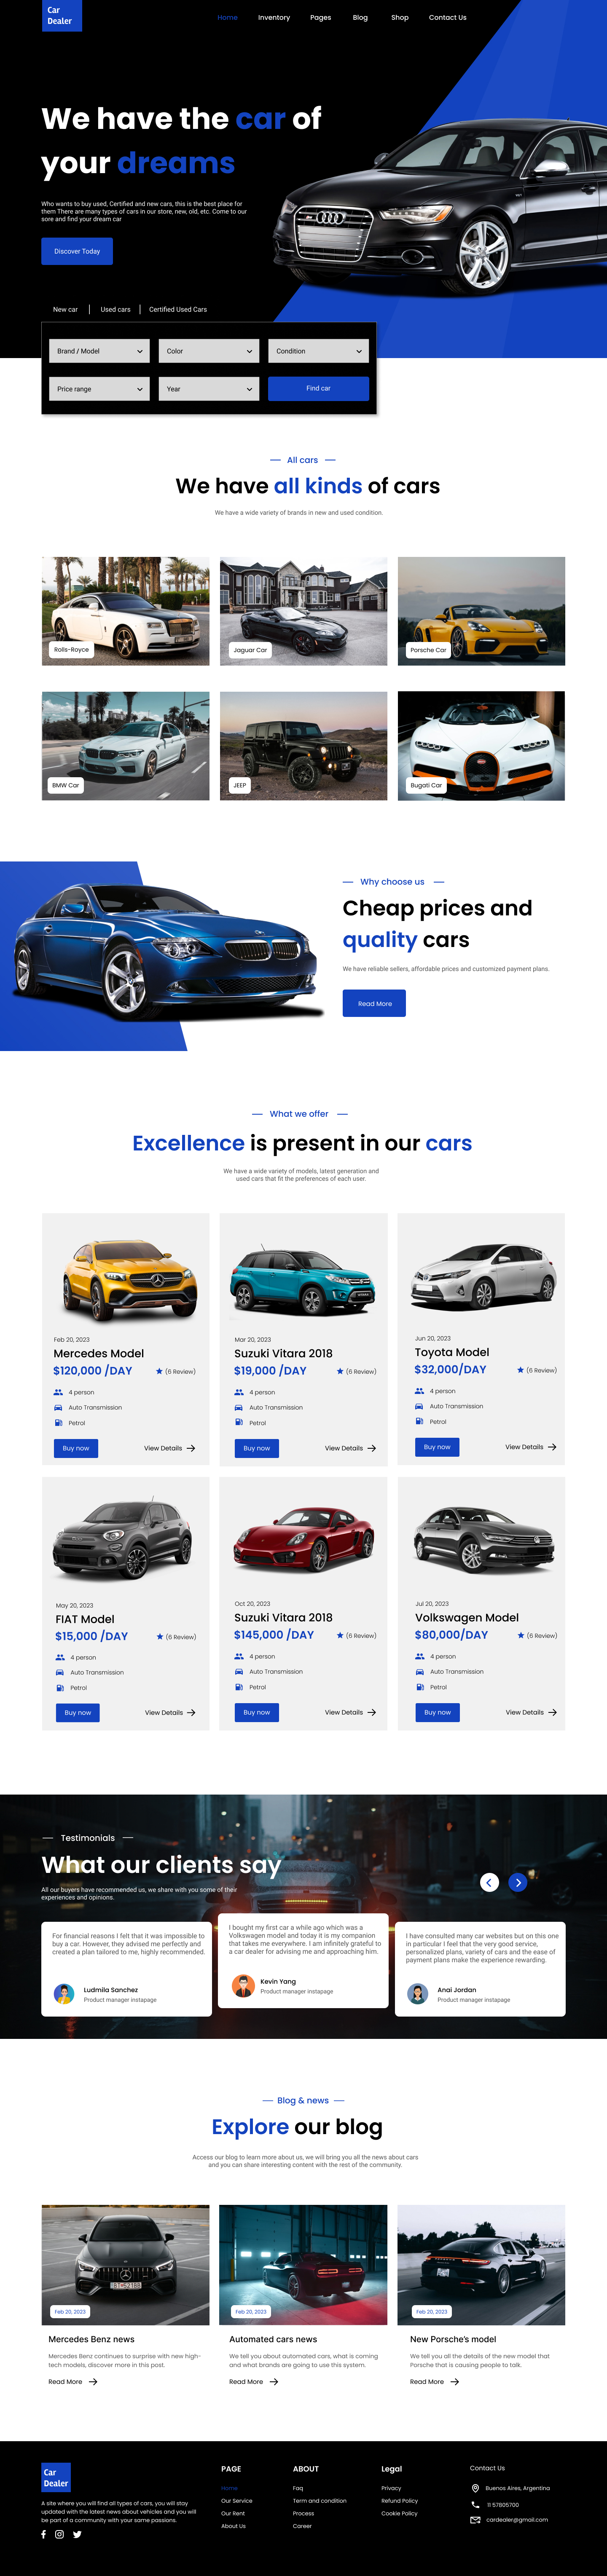 Car
Dealer
Home
Inventory
Pages
Blog
Shop
Contact Us
We have the car of
your dreams
Who wants to buy used, Certified and new cars, this is the best place for
them There are many types of cars in our store, new, old, etc. Come to our
sore and find your dream car
Discover Today
New car
Used cars
Certified Used Cars
Brand / Model
Color
Condition
Price range
Year
Find car
All cars
We have all kinds of cars
We have a wide variety of brands in new and used condition.
Rolls-Royce
Jaguar Car
Porsche Car
BMW Car
JEEP
Bugati Car
Why choose us
Cheap prices and
quality cars
We have reliable sellers, affordable prices and customized payment plans.
Read More
What we offer
Excellence is present in our cars
We have a wide variety of models, latest generation and
used cars that fit the preferences of each user.
Feb 20, 2023
Mercedes Model
$120,000 /DAY
(6 Review)
4 person
Auto Transmission
Petrol
Buy now
View Details
Mar 20, 2023
Suzuki Vitara 2018
$19,000 /DAY
(6 Review)
4 person
Auto Transmission
Petrol
Buy now
View Details
Jun 20, 2023
Toyota Model
$32,000/DAY
(6 Review)
4 person
Auto Transmission
Petrol
Buy now
View Details
May 20, 2023
FIAT Model
$15,000 /DAY
(6 Review)
4 person
Auto Transmission
Petrol
Buy now
View Details
Oct 20, 2023
Suzuki Vitara 2018
$145,000 /DAY
(6 Review)
4 person
Auto Transmission
Petrol
Buy now
View Details
Jul 20, 2023
Volkswagen Model
$80,000/DAY
(6 Review)
4 person
Auto Transmission
Petrol
Buy now
View Details
Testimonials
What our clients say
All our buyers have recommended us, we share with you some of their
experiences and opinions.
For financial reasons I felt that it was impossible to
buy a car. However, they advised me perfectly and
created a plan tailored to me, highly recommended.
Ludmila Sanchez
Product manager instapage
I bought my first car a while ago which was a
Volkswagen model and today it is my companion
that takes me everywhere. I am infinitely grateful to
a car dealer for advising me and approaching him.
Kevin Yang
Product manager instapage
I have consulted many car websites but on this one
in particular I feel that the very good service,
personalized plans, variety of cars and the ease of
payment plans make the experience rewarding.
Anai Jordan
Product manager instapage
Blog & news
Explore our blog
Access our blog to learn more about us, we will bring you all the news about cars
and you can share interesting content with the rest of the community.
Feb 20, 2023
Mercedes Benz news
Mercedes Benz continues to surprise with new high-
tech models, discover more in this post.
Read More
Feb 20, 2023
Automated cars news
We tell you about automated cars, what is coming
and what brands are going to use this system.
Read More
Feb 20, 2023
New Porsche's model
We tell you all the details of the new model that
Porsche that is causing people to talk.
Read More
Car
Dealer
A site where you will find all types of cars, you will stay
updated with the latest news about vehicles and you will
be part of a community with your same passions.
PAGE
Home
Our Service
Our Rent
About Us
ABOUT
Faq
Term and condition
Process
Career
Legal
Privacy
Refund Policy
Cookie Policy
Contact Us
Buenos Aires, Argentina
11 57805700
cardealer@gmail.com